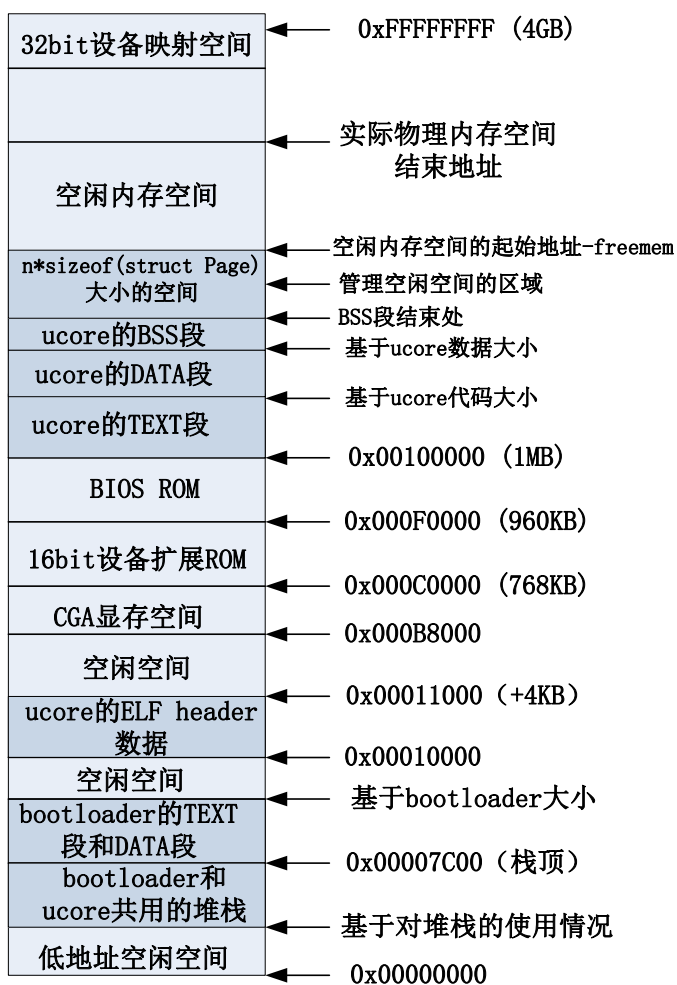 32bit设备映射空间
0xFFFFFFFF (4GB)
实际物理内存空间
结束地址
空闲内存空间
空闲内存空间的起始地址-freemem
n*sizeof(struct Page)
大小的空间
管理空闲空间的区域
BSS段结束处
ucore的BSS段
基于ucore数据大小
ucore的DATA段
基于ucore代码大小
ucore的TEXT段
0x00100000 (1MB)
BIOS ROM
0x000F0000 (960KB)
16bit设备扩展ROM
0x000C0000 (768KB)
CGA显存空间
0x000B8000
空闲空间
0x00011000（+4KB）
ucore的ELF header
数据
0x00010000
空闲空间
基于bootloader大小
bootloader的TEXT
段和DATA段
0x00007C00（栈顶）
bootloader和
ucore共用的堆栈
基于对堆栈的使用情况
低地址空闲空间
0x00000000